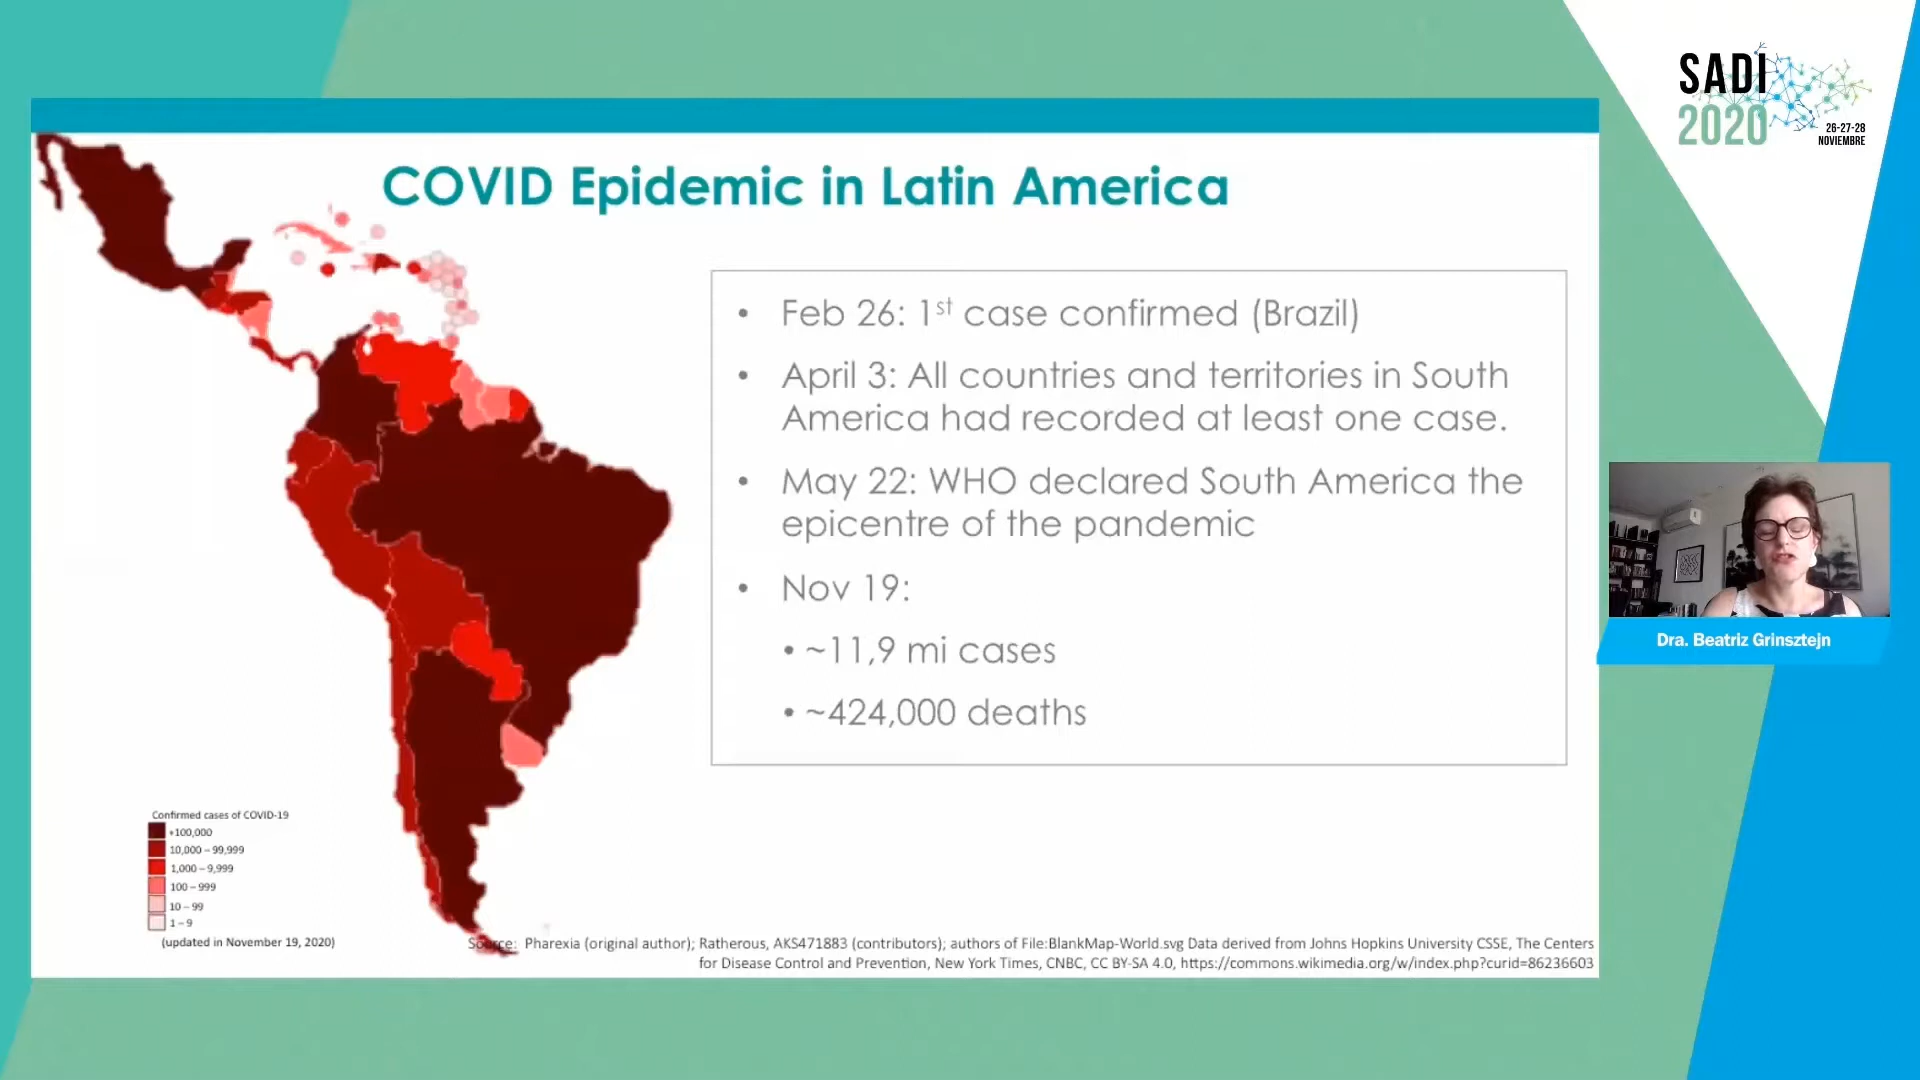 SADI
2020
26-27-28
NOVIEMBRE
COVID Epidemic in Latin America
• Feb 26: 1st case confirmed (Brazil)
• April 3: All countries and territories in South
America had recorded at least one case.
• May 22: WHO declared South America the
epicentre of the pandemic
• Nov 19:
• ~11,9 mi cases
• ~424,000 deaths
Dra. Beatriz Grinsztejn
Confirmed cases of COVID-19
+100,000
10,000 – 99,999
1,000 – 9,999
100 – 999
10 – 99
1 – 9
(updated in November 19, 2020)
Source: Pharexia (original author); Ratherous, AKS471883 (contributors); authors of File:BlankMap-World.svg Data derived from Johns Hopkins University CSSE, The Centers
for Disease Control and Prevention, New York Times, CNBC, CC BY-SA 4.0, https://commons.wikimedia.org/w/index.php?curid=86236603